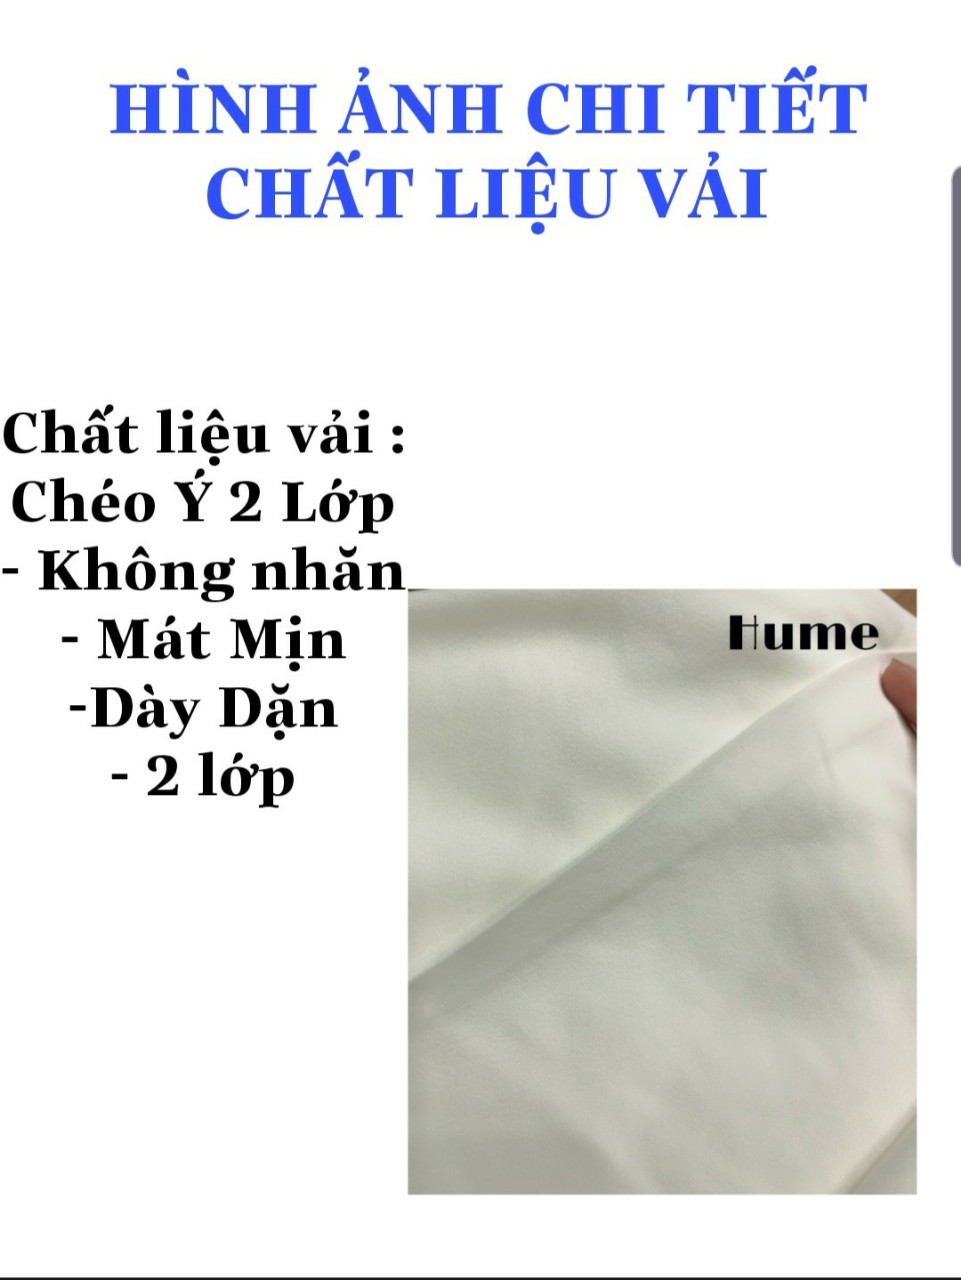 HÌNH ẢNH CHI TIẾT
CHẤT LIỆU VẢI
Chất liệu vải :
Chéo Ý 2 Lớp
- Không nhăn
- Mát Mịn
-Dày Dặn
- 2 lớp
Hume